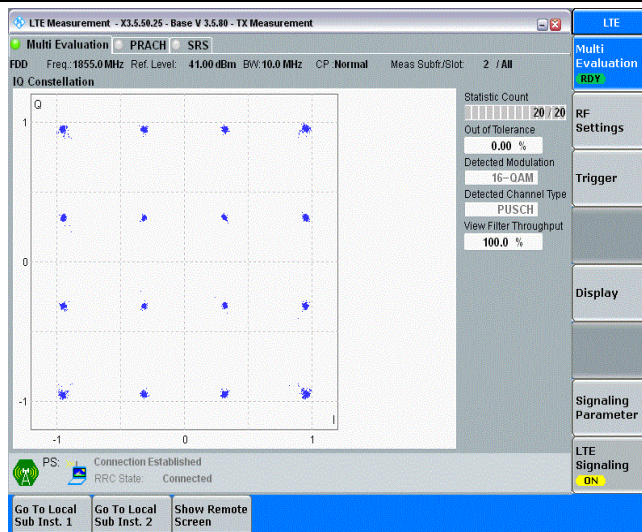 LTE Measurement - X3.5.50.25 - Base V 3.5.80 - TX Measurement
LTE
Multi Evaluation PRACH SRS
Multi
Evaluation
RDY
FDD Freq.:1855.0 MHz Ref. Level: 41.00 dBm BW:10.0 MHz CP :Normal Meas Subfr./Slot: 2 / All
IQ Constellation
Q
1
0
-1
-1 0 1
I
Statistic Count
20 / 20
Out of Tolerance
0.00 %
Detected Modulation
16-QAM
Detected Channel Type
PUSCH
View Filter Throughput
100.0 %
RF
Settings
Trigger
Display
Signaling
Parameter
LTE
Signaling
ON
PS: Connection Established
RRC State: Connected
Go To Local
Sub Inst. 1
Go To Local
Sub Inst. 2
Show Remote
Screen